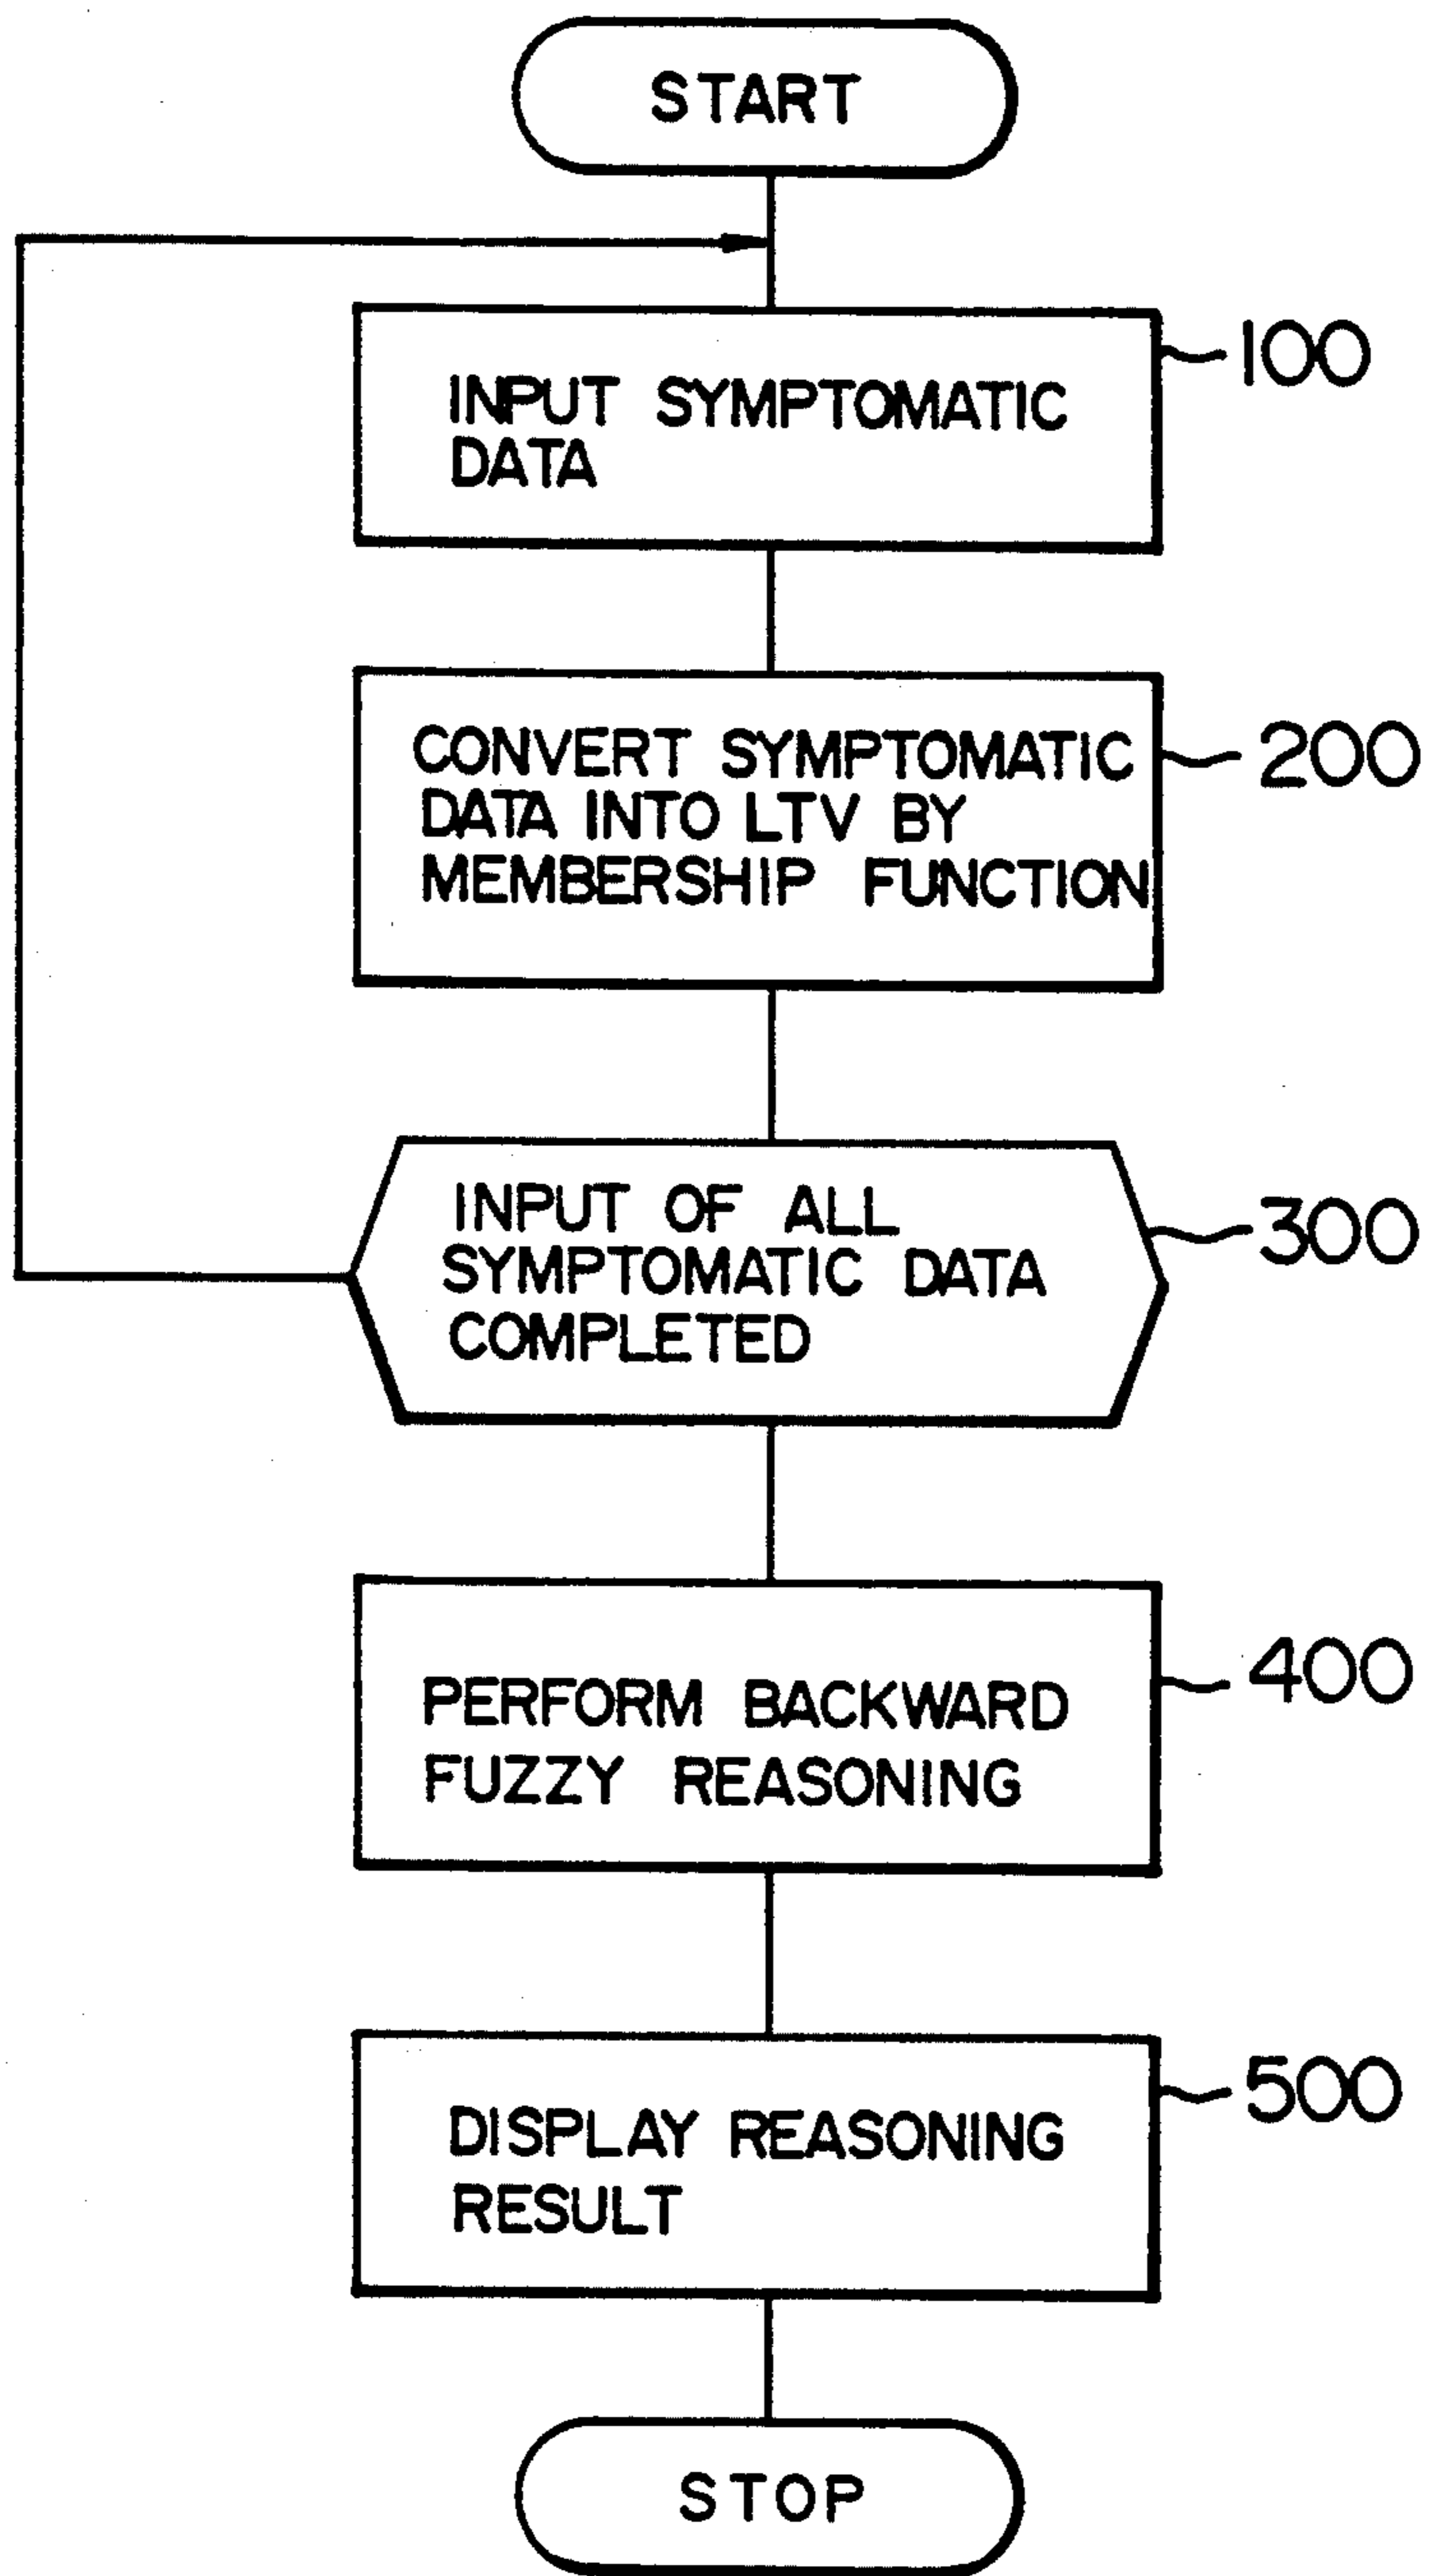 START
100
INPUT SYMPTOMATIC
DATA
200
CONVERT SYMPTOMATIC
DATA INTO LTV BY
MEMBERSHIP FUNCTION
300
INPUT OF ALL
SYMPTOMATIC DATA
COMPLETED
400
PERFORM BACKWARD
FUZZY REASONING
500
DISPLAY REASONING
RESULT
STOP